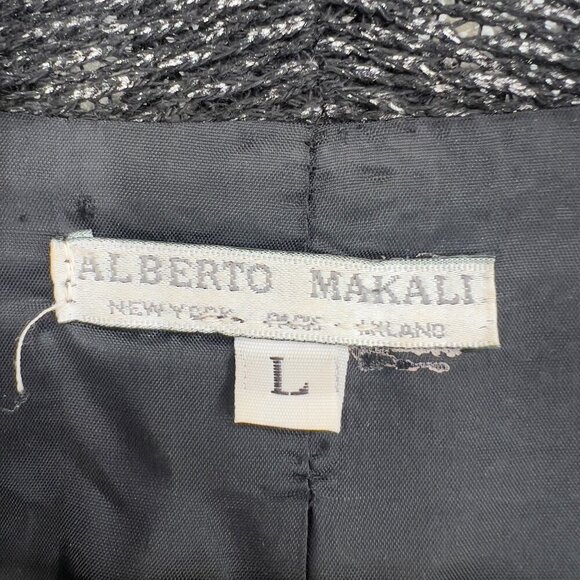 ALBERTO MAKALI
NEW YORK - PARIS - MILANO
L